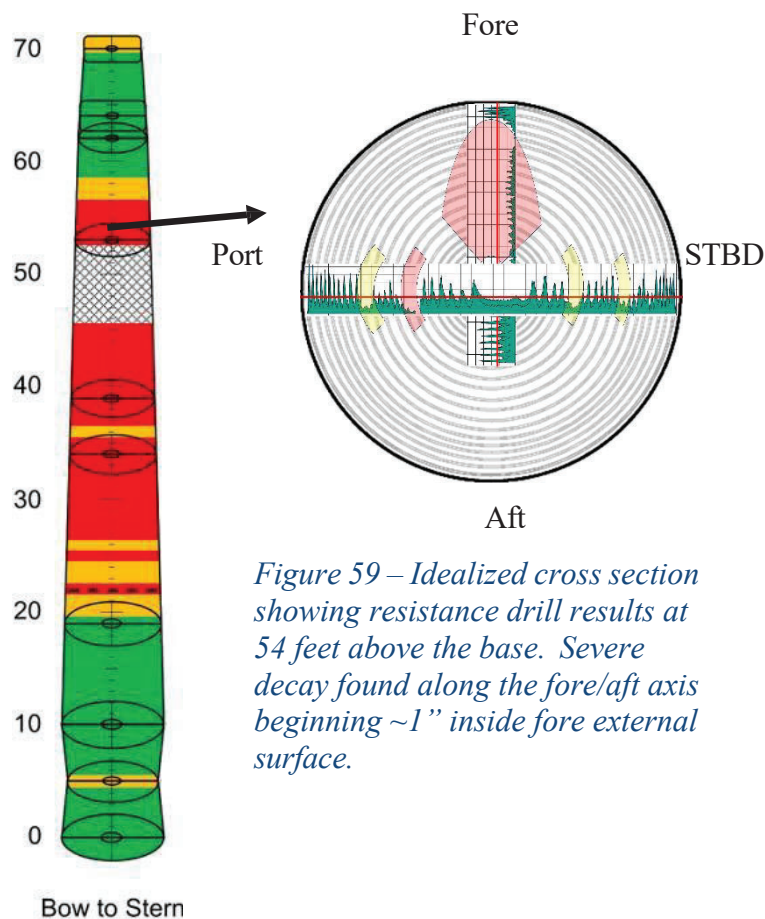 Fore
70
60
Port
STBD
50
40
Aft
30
Figure 59 – Idealized cross section
showing resistance drill results at
54 feet above the base.  Severe
decay found along the fore/aft axis
beginning ~1” inside fore external
surface.
20
10
0
Bow to Stern